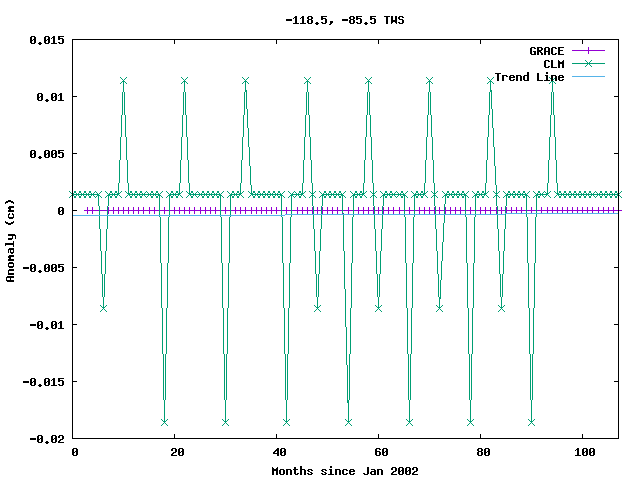 -118.5, -85.5 TWS
GRACE
CLM
Trend Line
0.015
0.01
0.005
0
-0.005
-0.01
-0.015
-0.02
Anomaly (cm)
0 20 40 60 80 100
Months since Jan 2002